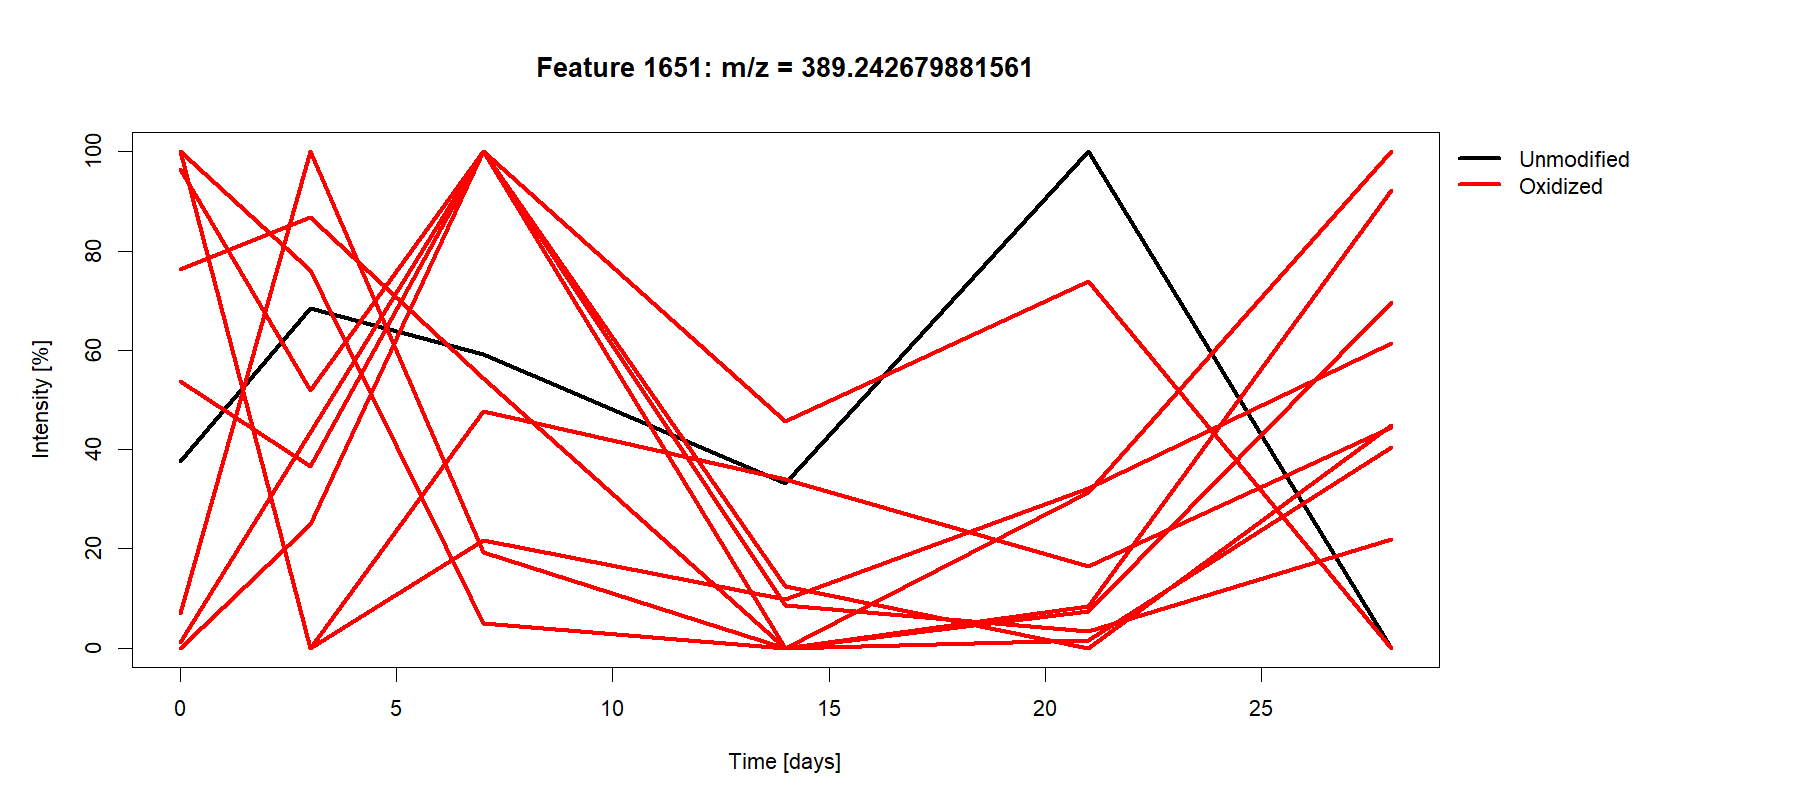 Feature 1651: m/z = 389.242679881561
Unmodified
Oxidized
Intensity [%]
100
80
60
40
20
0
0 5 10 15 20 25
Time [days]